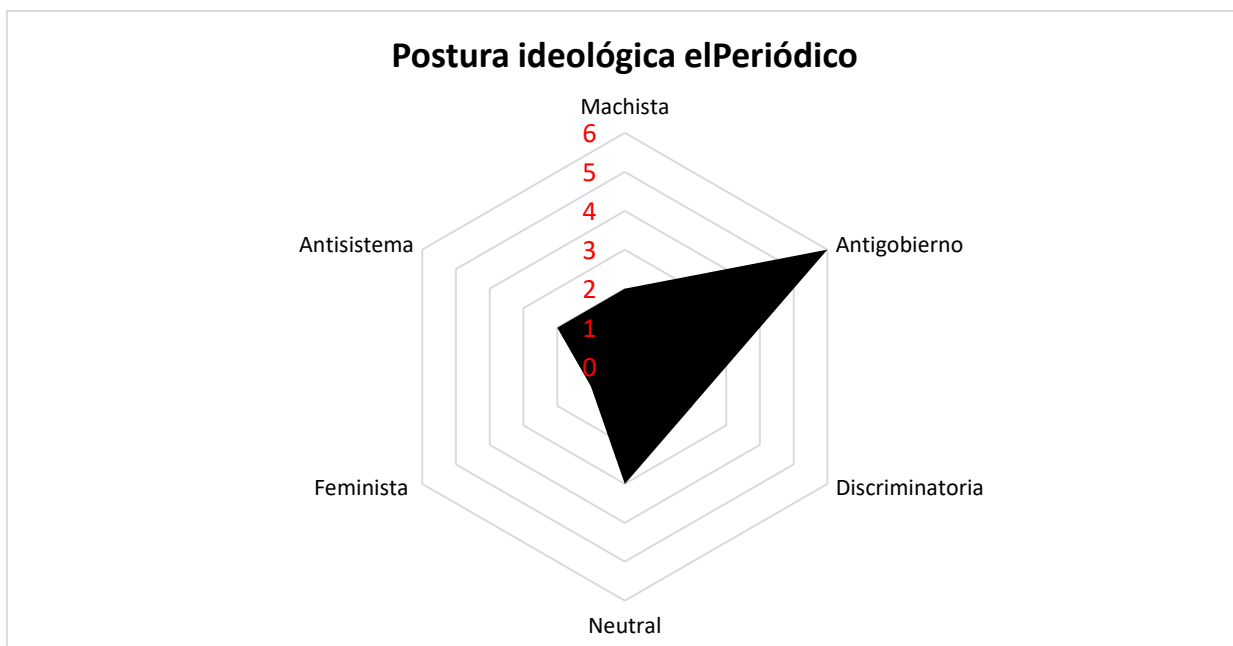 Postura ideológica elPeriódico
Machista
6
5
4
3
2
1
0
Antigobierno
Discriminatoria
Neutral
Feminista
Antisistema